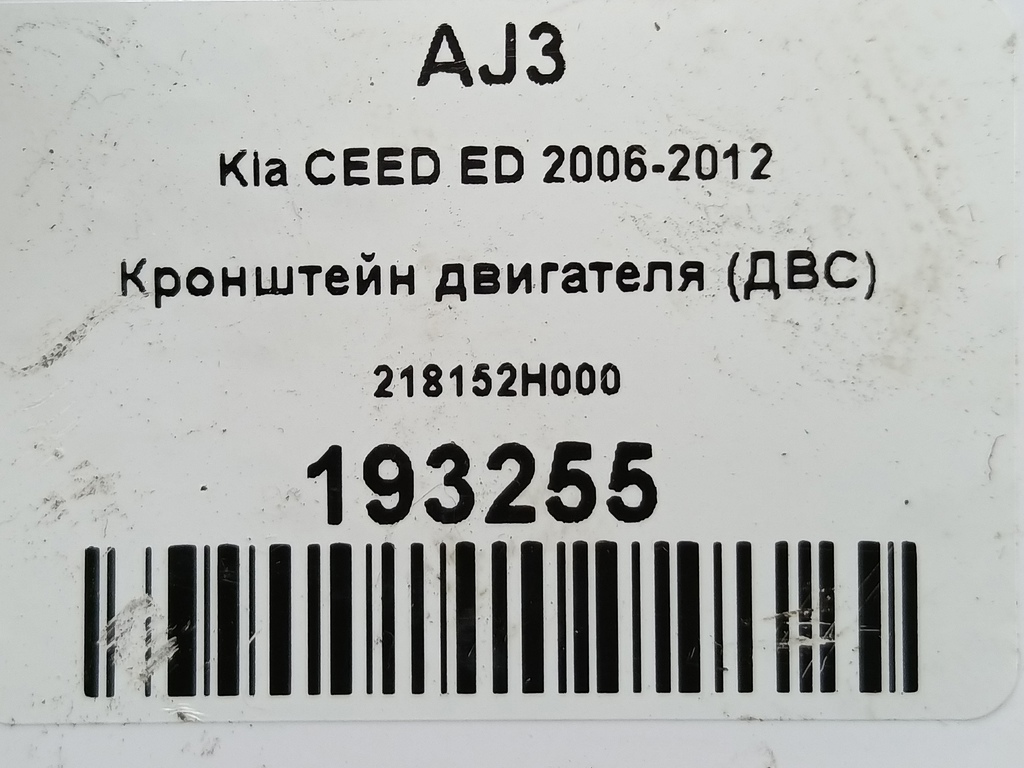 AJ3
Kia CEED ED 2006-2012
Кронштейн двигателя (ДВС)
218152H000
193255